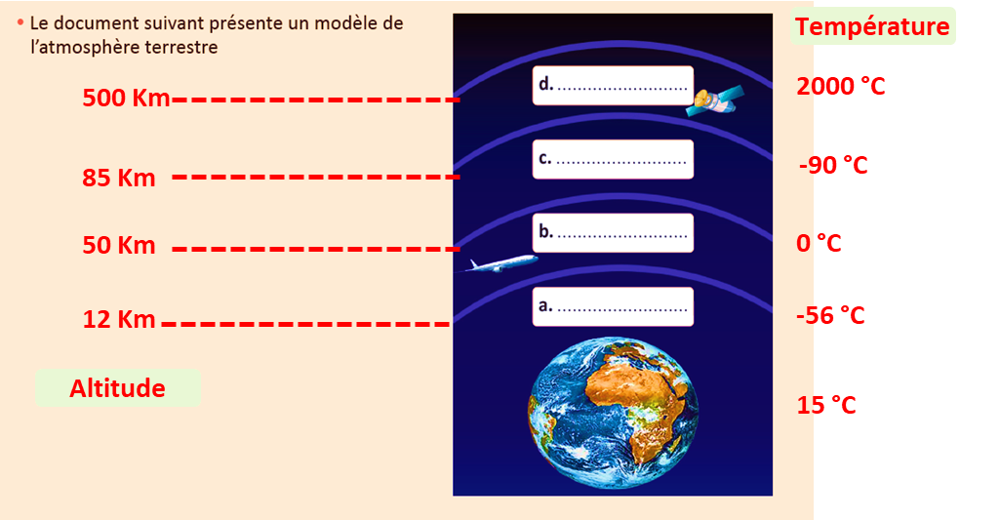 • Le document suivant présente un modèle de
l’atmosphère terrestre
Température
500 Km
d. ..........................
2000 °C
85 Km
c. ..........................
-90 °C
50 Km
b. ..........................
0 °C
12 Km
a. ..........................
-56 °C
Altitude
15 °C